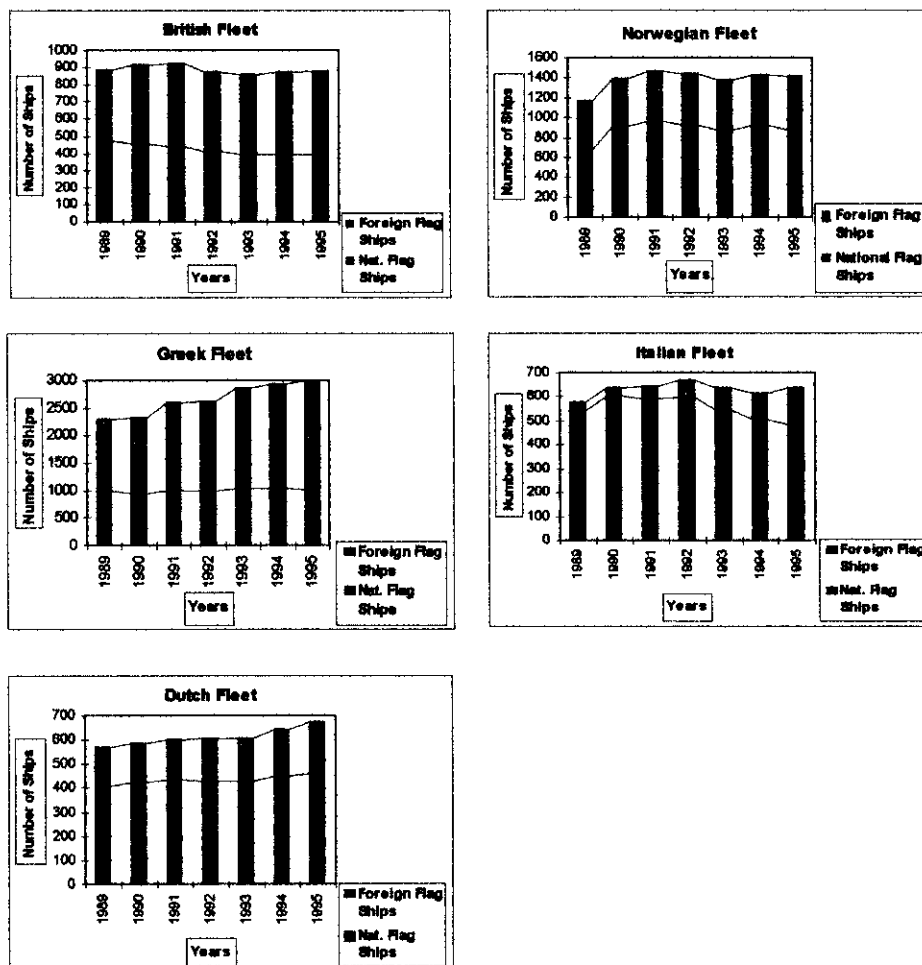 British Fleet
Number of Ships
1000
900
800
700
600
500
400
300
200
100
0
1989
1990
1991
1992
1993
1994
1995
Years
Foreign Flag
Ships
Nat. Flag
Ships
Norwegian Fleet
Number of Ships
1600
1400
1200
1000
800
600
400
200
0
1989
1990
1991
1992
1993
1994
1995
Years
Foreign Flag
Ships
National Flag
Ships
Greek Fleet
Number of Ships
3000
2500
2000
1500
1000
500
0
1989
1990
1991
1992
1993
1994
1995
Years
Foreign Flag
Ships
Nat. Flag
Ships
Italian Fleet
Number of Ships
700
600
500
400
300
200
100
0
1989
1990
1991
1992
1993
1994
1995
Years
Foreign Flag
Ships
Nat. Flag
Ships
Dutch Fleet
Number of Ships
700
600
500
400
300
200
100
0
1989
1990
1991
1992
1993
1994
1995
Years
Foreign Flag
Ships
Nat. Flag
Ships